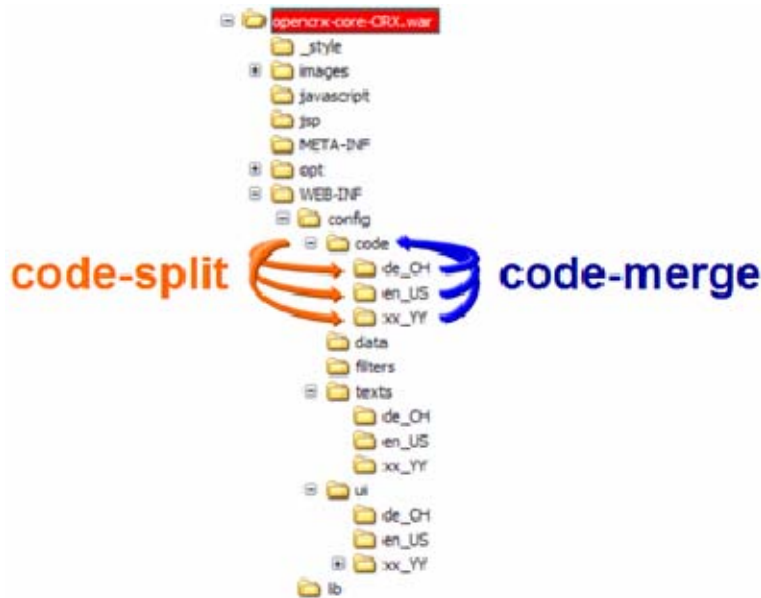 opencrx-core-CRX.war
_style
images
javascript
jsp
META-INF
opt
WEB-INF
config
code
de_CH
en_US
xx_YY
code-split
code-merge
data
filters
texts
de_CH
en_US
xx_YY
ui
de_CH
en_US
xx_YY
lib